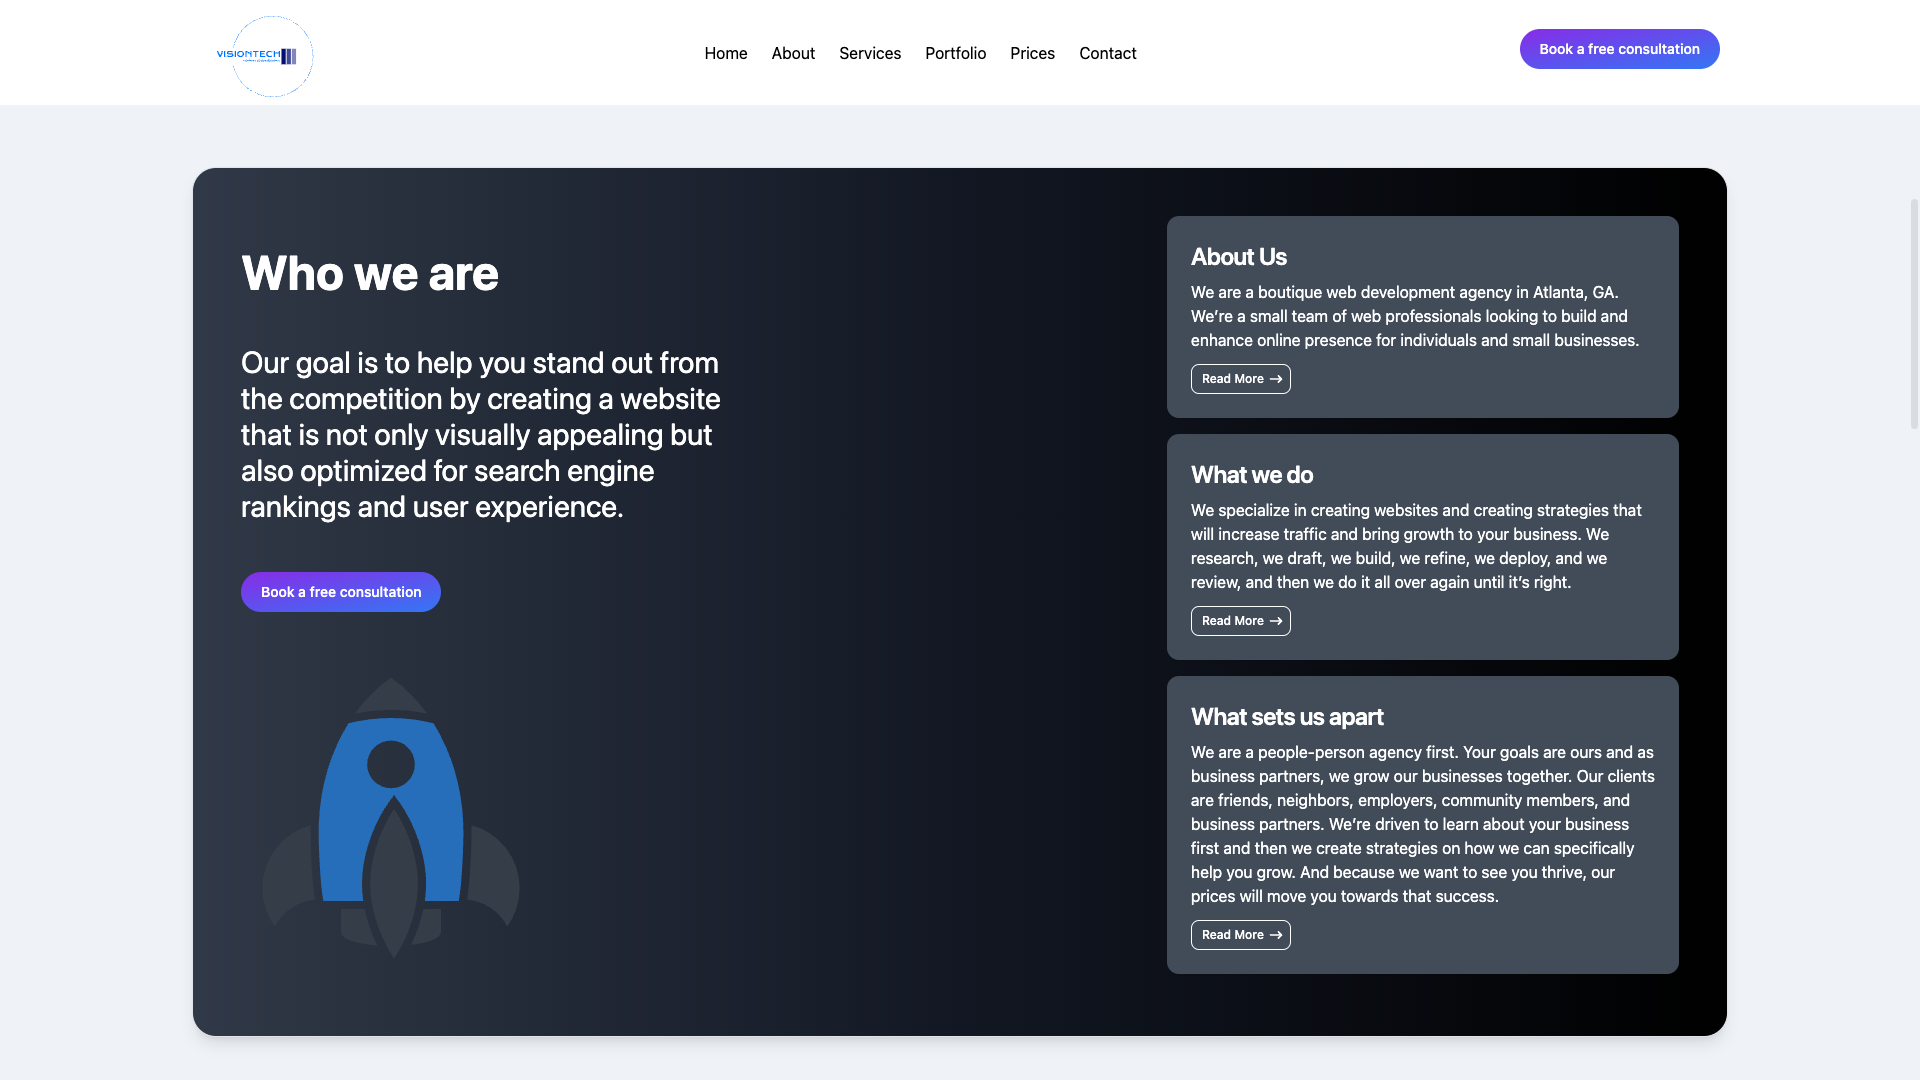 VISIONTECH
Home
About
Services
Portfolio
Prices
Contact
Book a free consultation
Who we are
Our goal is to help you stand out from
the competition by creating a website
that is not only visually appealing but
also optimized for search engine
rankings and user experience.
Book a free consultation
About Us
We are a boutique web development agency in Atlanta, GA.
We’re a small team of web professionals looking to build and
enhance online presence for individuals and small businesses.
Read More →
What we do
We specialize in creating websites and creating strategies that
will increase traffic and bring growth to your business. We
research, we draft, we build, we refine, we deploy, and we
review, and then we do it all over again until it’s right.
Read More →
What sets us apart
We are a people-person agency first. Your goals are ours and as
business partners, we grow our businesses together. Our clients
are friends, neighbors, employers, community members, and
business partners. We’re driven to learn about your business
first and then we create strategies on how we can specifically
help you grow. And because we want to see you thrive, our
prices will move you towards that success.
Read More →